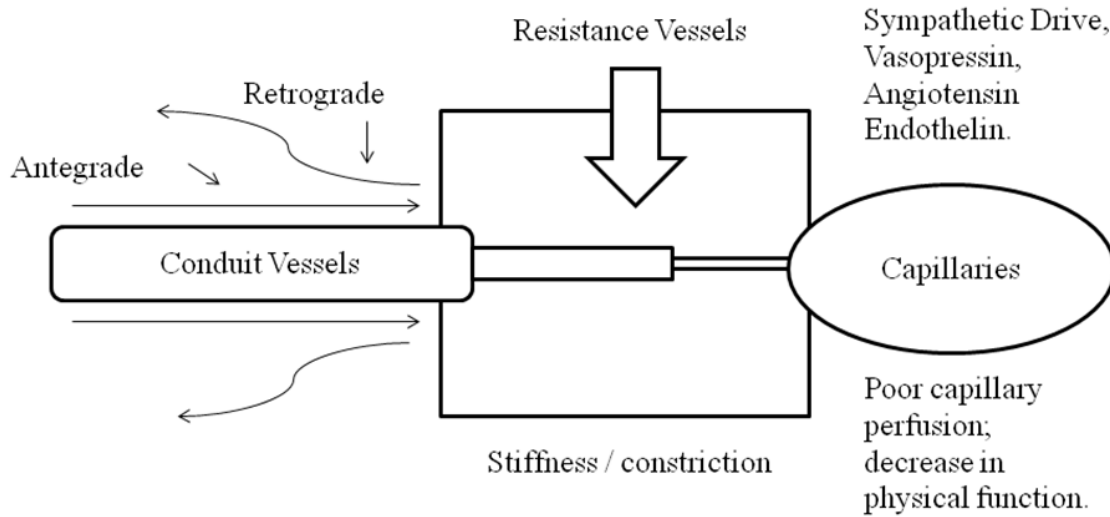 Resistance Vessels
Sympathetic Drive,
Vasopressin,
Angiotensin
Endothelin.
Retrograde
Antegrade
Conduit Vessels
Capillaries
Stiffness / constriction
Poor capillary
perfusion;
decrease in
physical function.